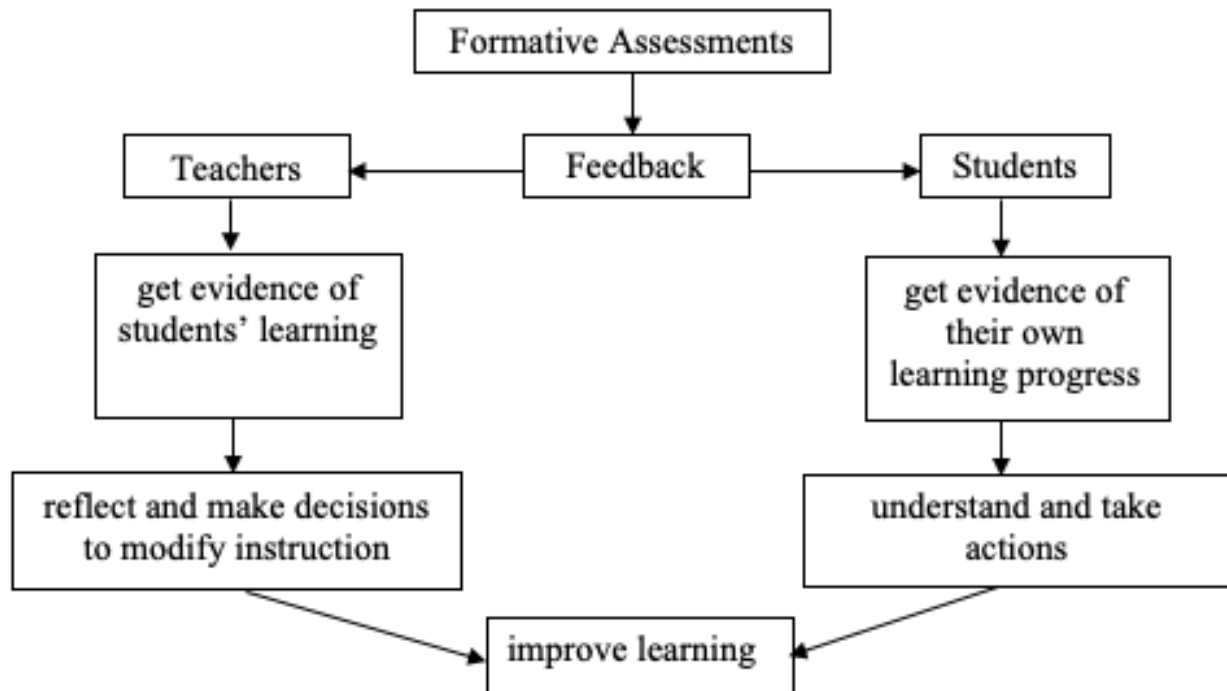 Formative Assessments
Teachers
Feedback
Students
get evidence of
students’ learning
get evidence of
their own
learning progress
reflect and make decisions
to modify instruction
understand and take
actions
improve learning